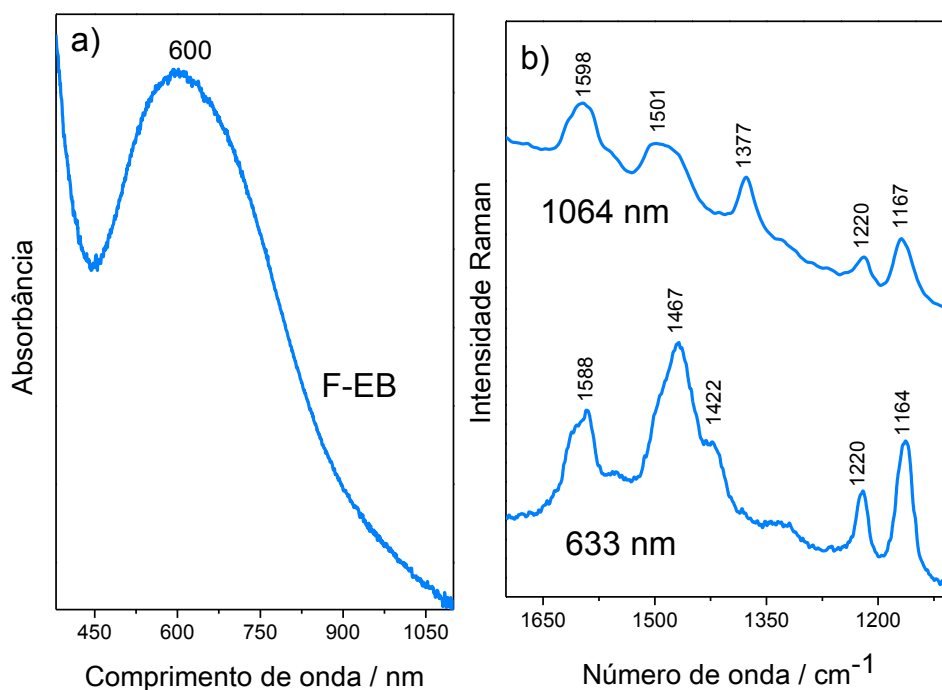 a)
600
F-EB
Absorbância
450 600 750 900 1050
Comprimento de onda / nm
b)
1598
1501
1377
1220
1167
1064 nm
1588
1467
1422
1220
1164
633 nm
Intensidade Raman
1650 1500 1350 1200
Número de onda / cm⁻¹